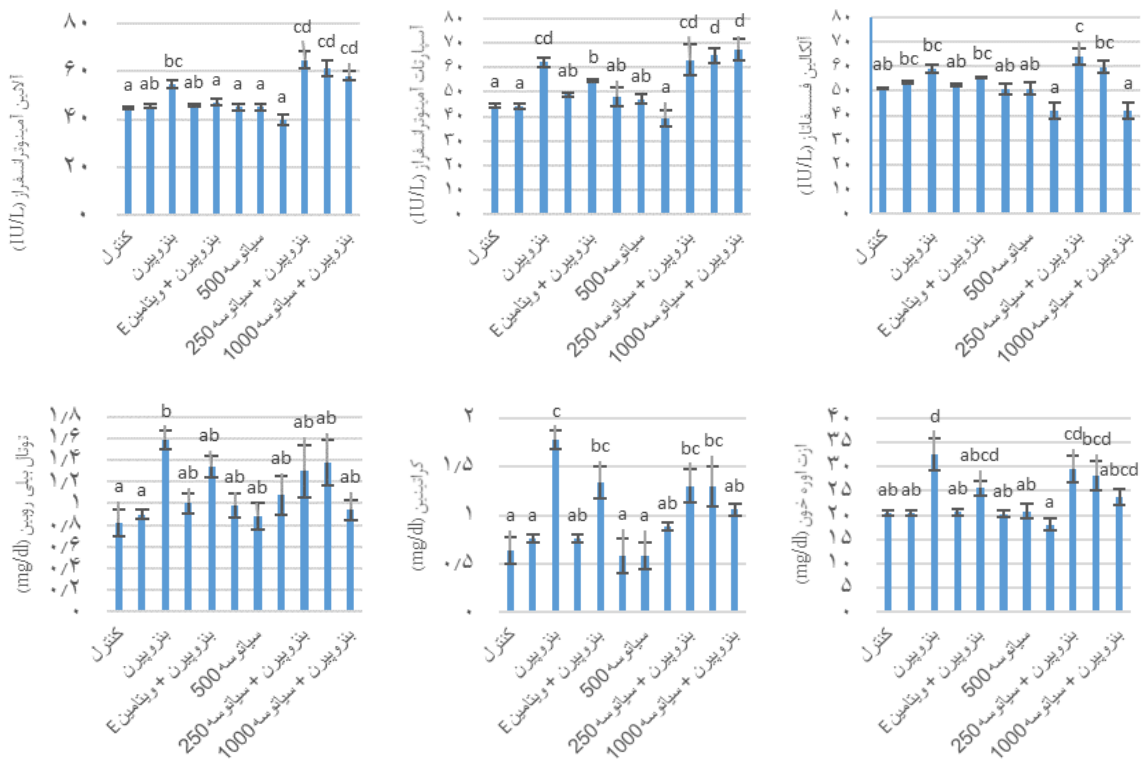 آلانین آمینوترانسفراز (IU/L)
۸۰
۶۰
۴۰
۲۰
۰
a ab bc ab a a a a cd cd cd
کنترل
بنزوپیرن
بنزوپیرن + ویتامین E
سیاتوسه 500
بنزوپیرن + سیاتوسه 250
بنزوپیرن + سیاتوسه 1000
آسپارتات آمینوترانسفراز (IU/L)
۸۰
۷۰
۶۰
۵۰
۴۰
۳۰
۲۰
۱۰
۰
a a cd ab b ab ab a cd d d
کنترل
بنزوپیرن
بنزوپیرن + ویتامین E
سیاتوسه 500
بنزوپیرن + سیاتوسه 250
بنزوپیرن + سیاتوسه 1000
آلکالین فسفاتاز (IU/L)
۸۰
۷۰
۶۰
۵۰
۴۰
۳۰
۲۰
۱۰
۰
ab bc bc ab bc ab ab a c bc a
کنترل
بنزوپیرن
بنزوپیرن + ویتامین E
سیاتوسه 500
بنزوپیرن + سیاتوسه 250
بنزوپیرن + سیاتوسه 1000
توتال بیلی روبین (mg/dl)
۱/۸
۱/۶
۱/۴
۱/۲
۱
۰/۸
۰/۶
۰/۴
۰/۲
۰
a a b ab ab ab a ab ab ab ab
کنترل
بنزوپیرن
بنزوپیرن + ویتامین E
سیاتوسه 500
بنزوپیرن + سیاتوسه 250
بنزوپیرن + سیاتوسه 1000
کراتینین (mg/dl)
۲
۱/۵
۱
۰/۵
۰
a a c ab bc a a ab ab bc ab
کنترل
بنزوپیرن
بنزوپیرن + ویتامین E
سیاتوسه 500
بنزوپیرن + سیاتوسه 250
بنزوپیرن + سیاتوسه 1000
ازت اوره خون (mg/dl)
۴۰
۳۵
۳۰
۲۵
۲۰
۱۵
۱۰
۵
۰
ab ab d ab abcd ab ab a cd bcd abcd
کنترل
بنزوپیرن
بنزوپیرن + ویتامین E
سیاتوسه 500
بنزوپیرن + سیاتوسه 250
بنزوپیرن + سیاتوسه 1000